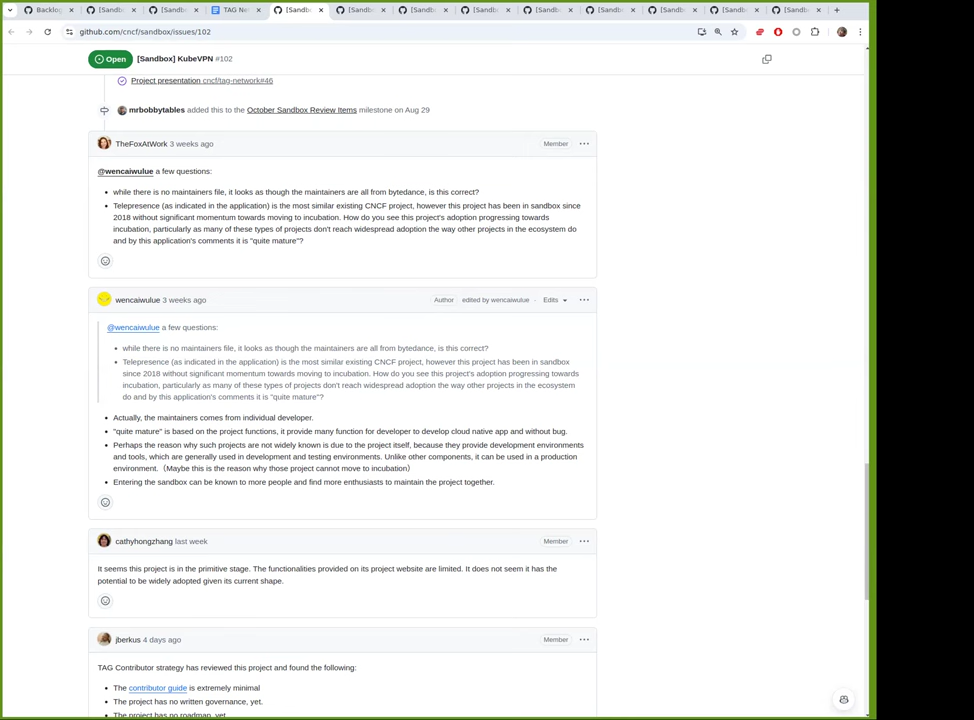 Backlog
[Sandbo
[Sandbo
TAG Net
[Sandbo
[Sandbo
[Sandbo
[Sandbo
[Sandbo
[Sandbo
[Sandbo
[Sandbo
[Sandbo
github.com/cncf/sandbox/issues/102
Open [Sandbox] KubeVPN #102
Project presentation cncf/tag-network#46
mrbobbytables added this to the October Sandbox Review Items milestone on Aug 29
TheFoxAtWork 3 weeks ago Member
@wencaiwulue a few questions:
• while there is no maintainers file, it looks as though the maintainers are all from bytedance, is this correct?
• Telepresence (as indicated in the application) is the most similar existing CNCF project, however this project has been in sandbox
since 2018 without significant momentum towards moving to incubation. How do you see this project's adoption progressing towards
incubation, particularly as many of these types of projects don't reach widespread adoption the way other projects in the ecosystem do
and by this application's comments it is "quite mature"?
wencaiwulue 3 weeks ago Author edited by wencaiwulue · Edits
@wencaiwulue a few questions:
• while there is no maintainers file, it looks as though the maintainers are all from bytedance, is this correct?
• Telepresence (as indicated in the application) is the most similar existing CNCF project, however this project has been in sandbox
since 2018 without significant momentum towards moving to incubation. How do you see this project's adoption progressing towards
incubation, particularly as many of these types of projects don't reach widespread adoption the way other projects in the ecosystem
do and by this application's comments it is "quite mature"?
• Actually, the maintainers comes from individual developer.
• "quite mature" is based on the project functions, it provide many function for developer to develop cloud native app and without bug.
• Perhaps the reason why such projects are not widely known is due to the project itself, because they provide development environments
and tools, which are generally used in development and testing environments. Unlike other components, it can be used in a production
environment.（Maybe this is the reason why those project cannot move to incubation）
• Entering the sandbox can be known to more people and find more enthusiasts to maintain the project together.
cathyhongzhang last week Member
It seems this project is in the primitive stage. The functionalities provided on its project website are limited. It does not seem it has the
potential to be widely adopted given its current shape.
jberkus 4 days ago Member
TAG Contributor strategy has reviewed this project and found the following:
• The contributor guide is extremely minimal
• The project has no written governance, yet.
• The project has no roadmap, yet